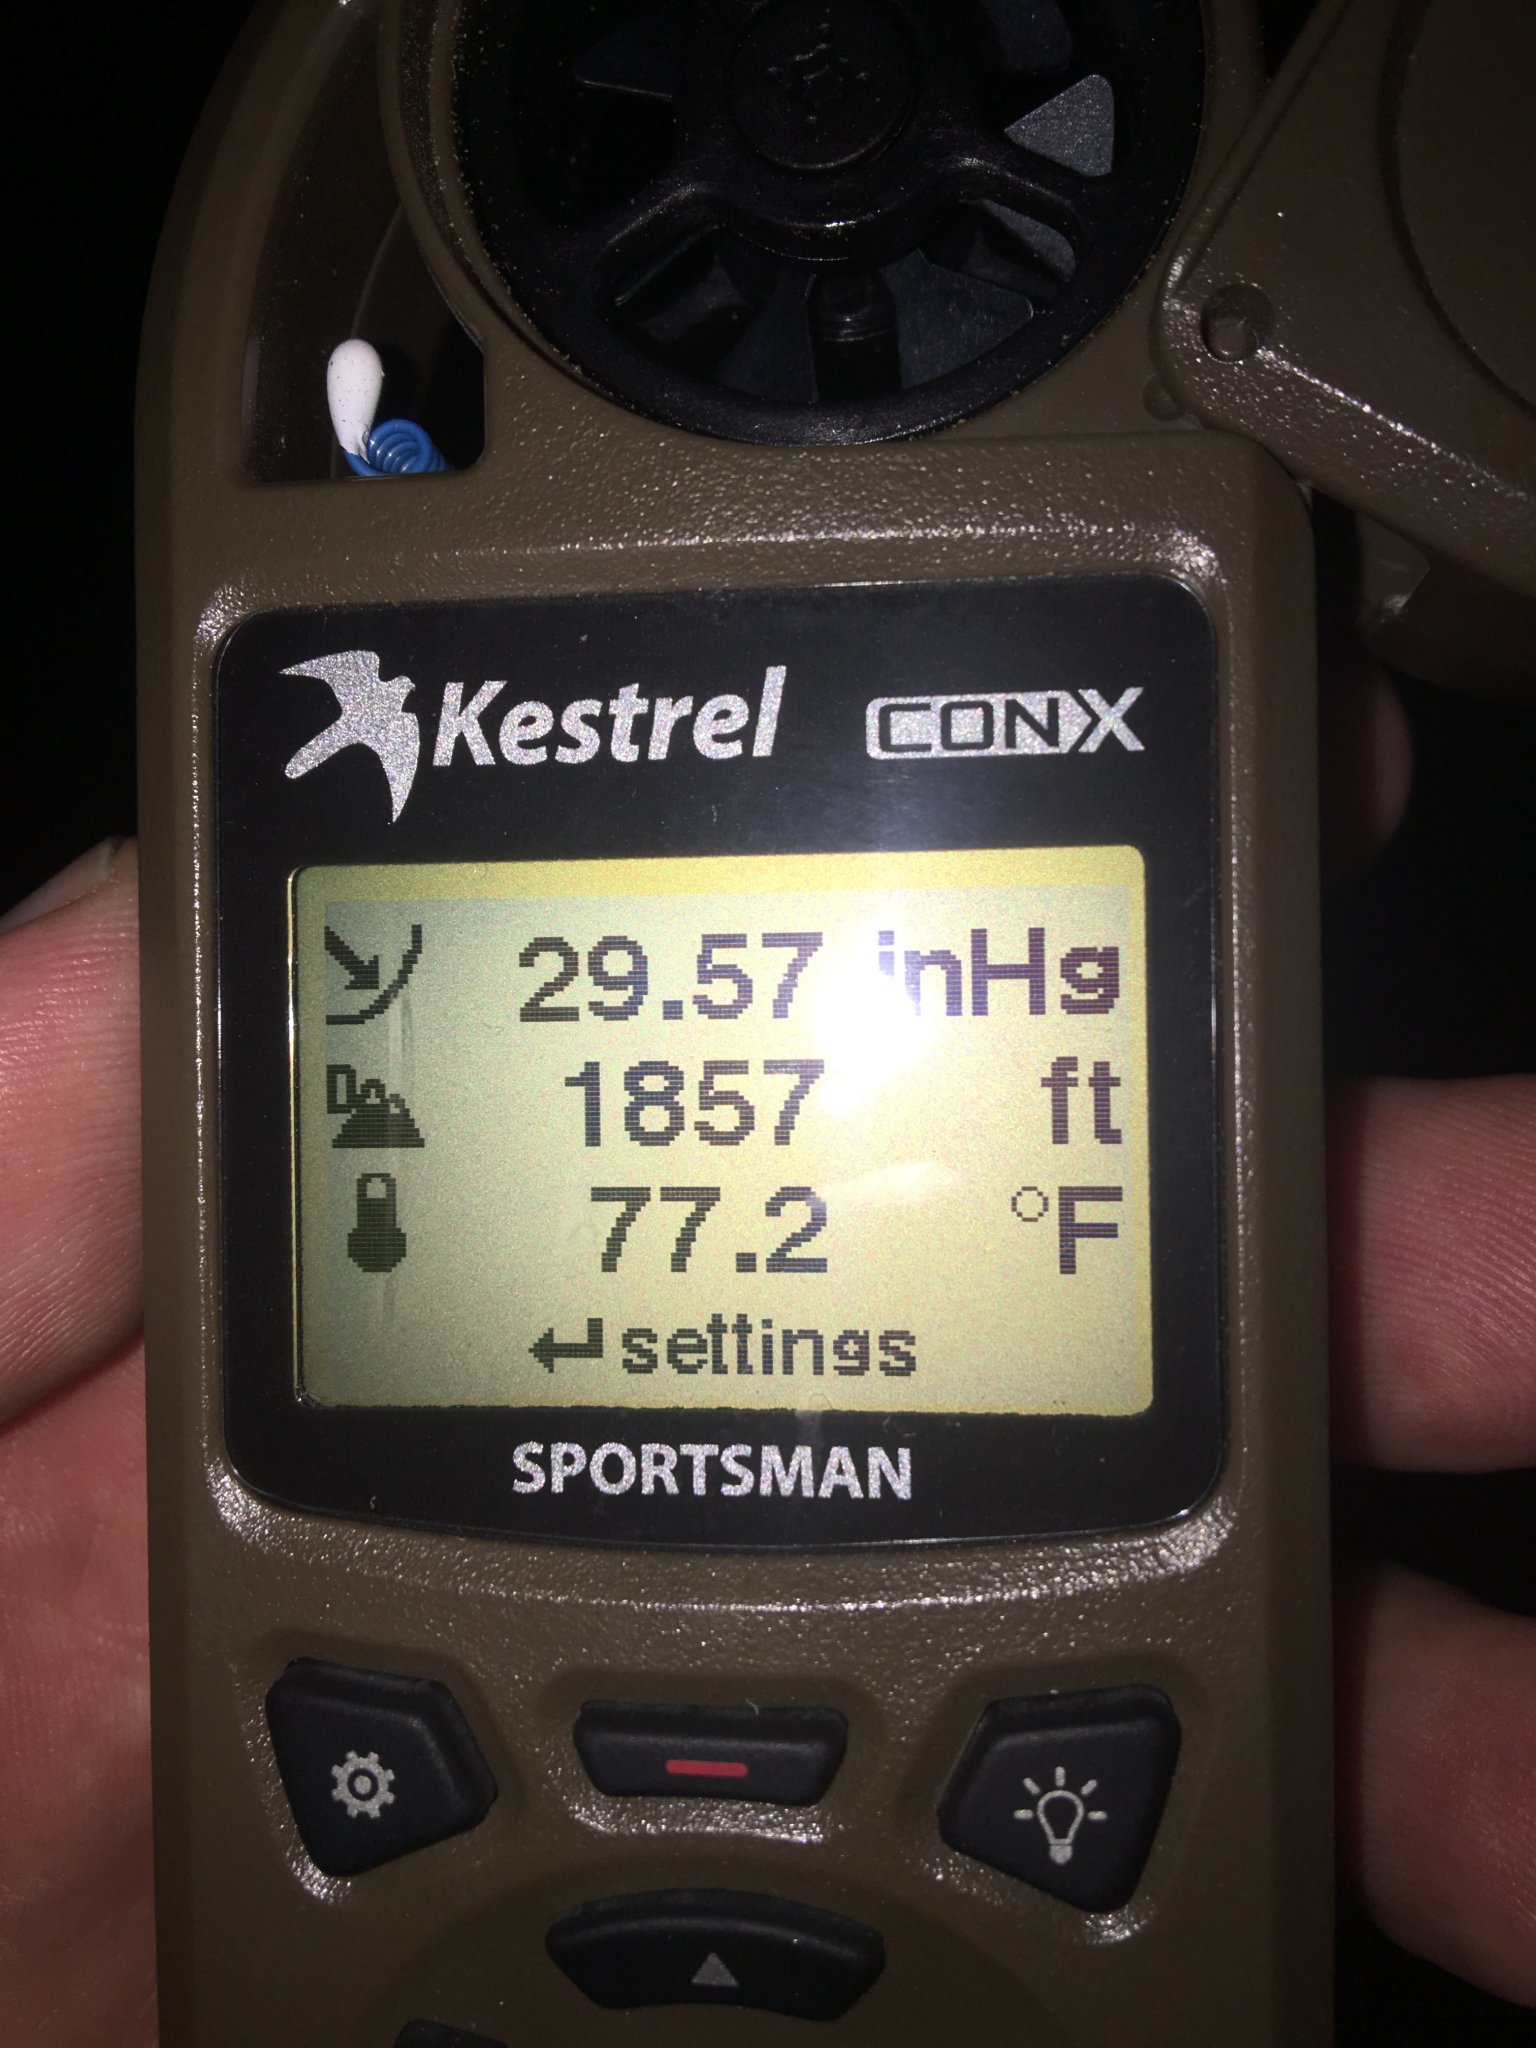 Kestrel CONX
29.57 inHg
1857 ft
77.2 °F
settings
SPORTSMAN